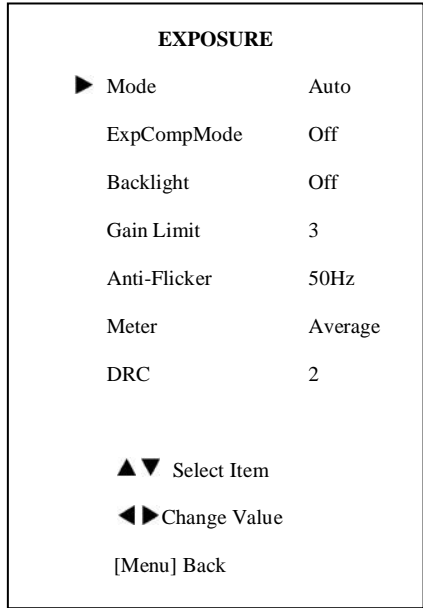 EXPOSURE
▶ Mode Auto
ExpCompMode Off
Backlight Off
Gain Limit 3
Anti-Flicker 50Hz
Meter Average
DRC 2
▲▼ Select Item
◀▶Change Value
[Menu] Back